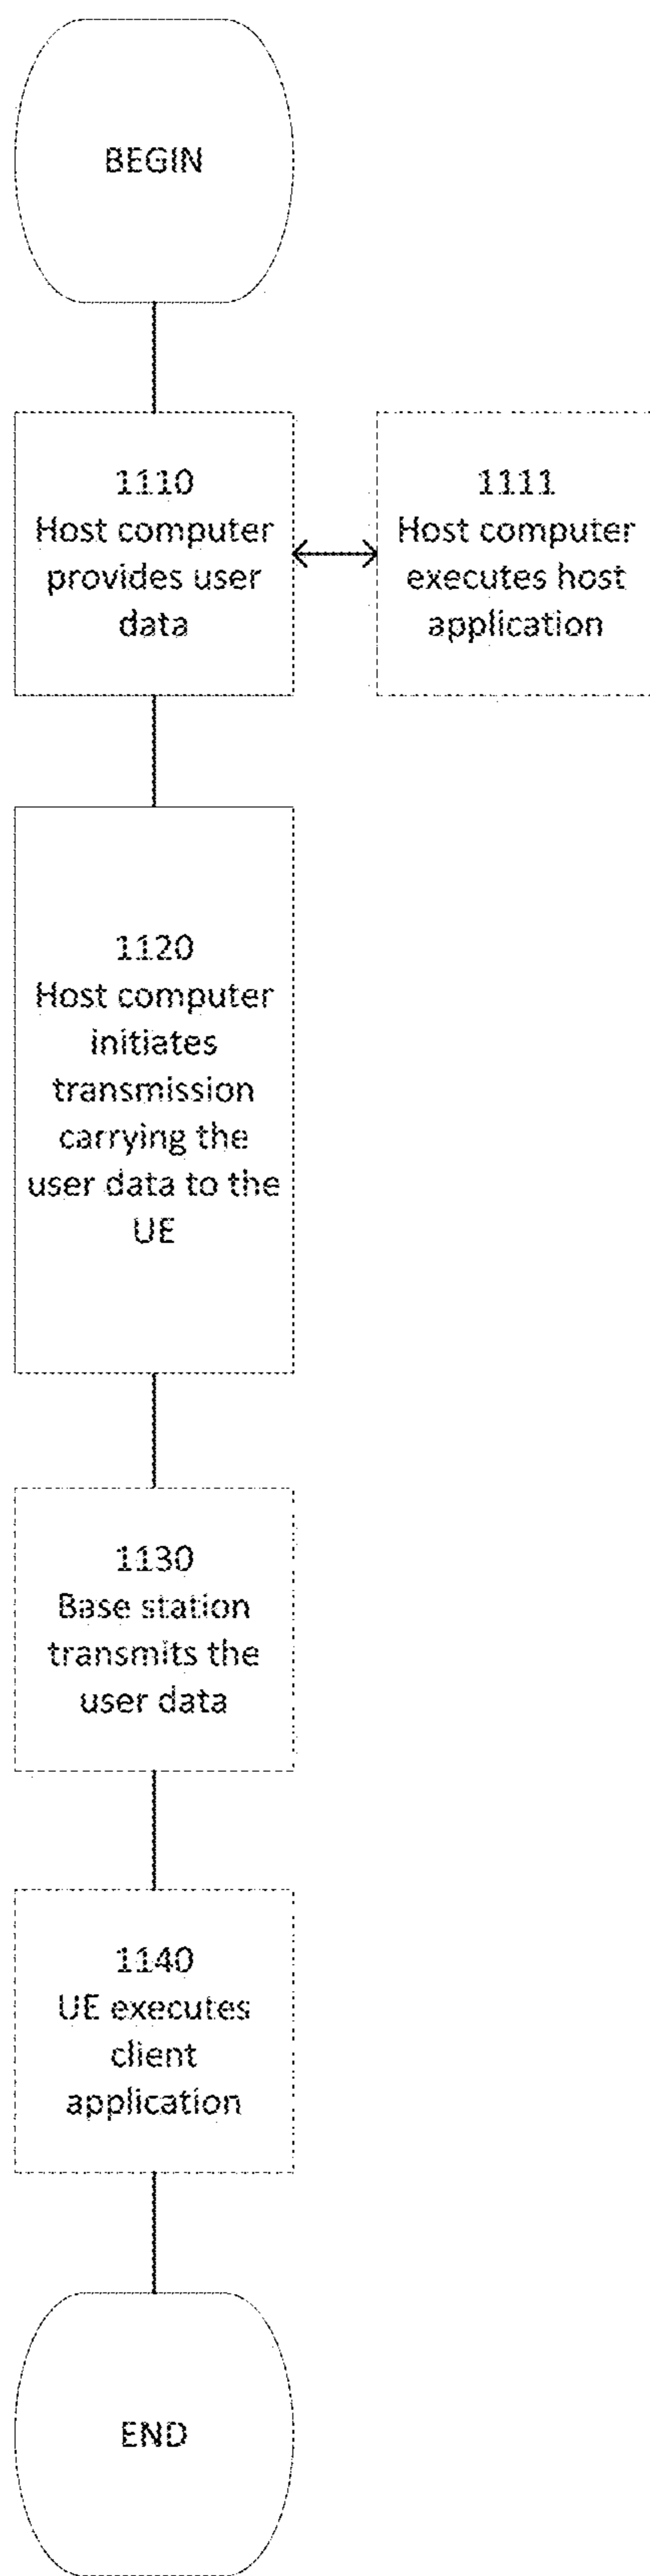 BEGIN
1110
Host computer
provides user
data
1111
Host computer
executes host
application
1120
Host computer
initiates
transmission
carrying the
user data to the
UE
1130
Base station
transmits the
user data
1140
UE executes
client
application
END